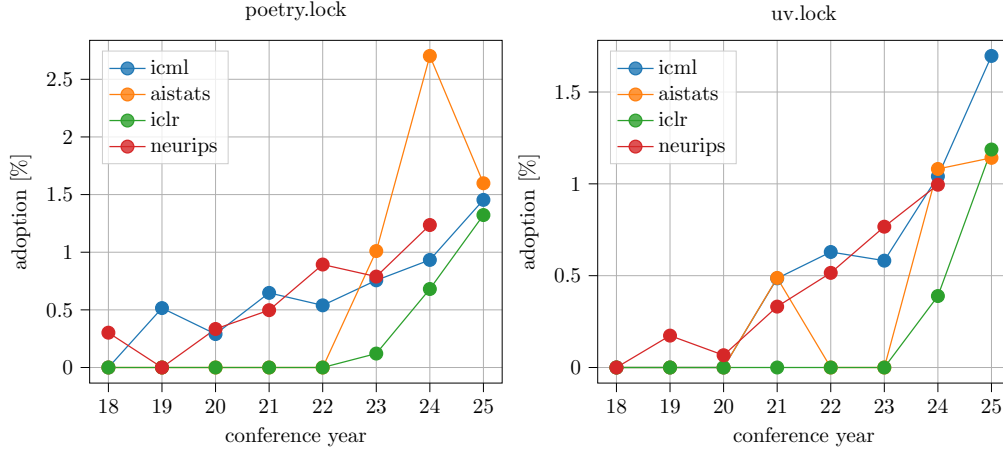 poetry.lock
adoption [%]
2.5
2
1.5
1
0.5
0
icml
aistats
iclr
neurips
18 19 20 21 22 23 24 25
conference year
uv.lock
adoption [%]
1.5
1
0.5
0
icml
aistats
iclr
neurips
18 19 20 21 22 23 24 25
conference year